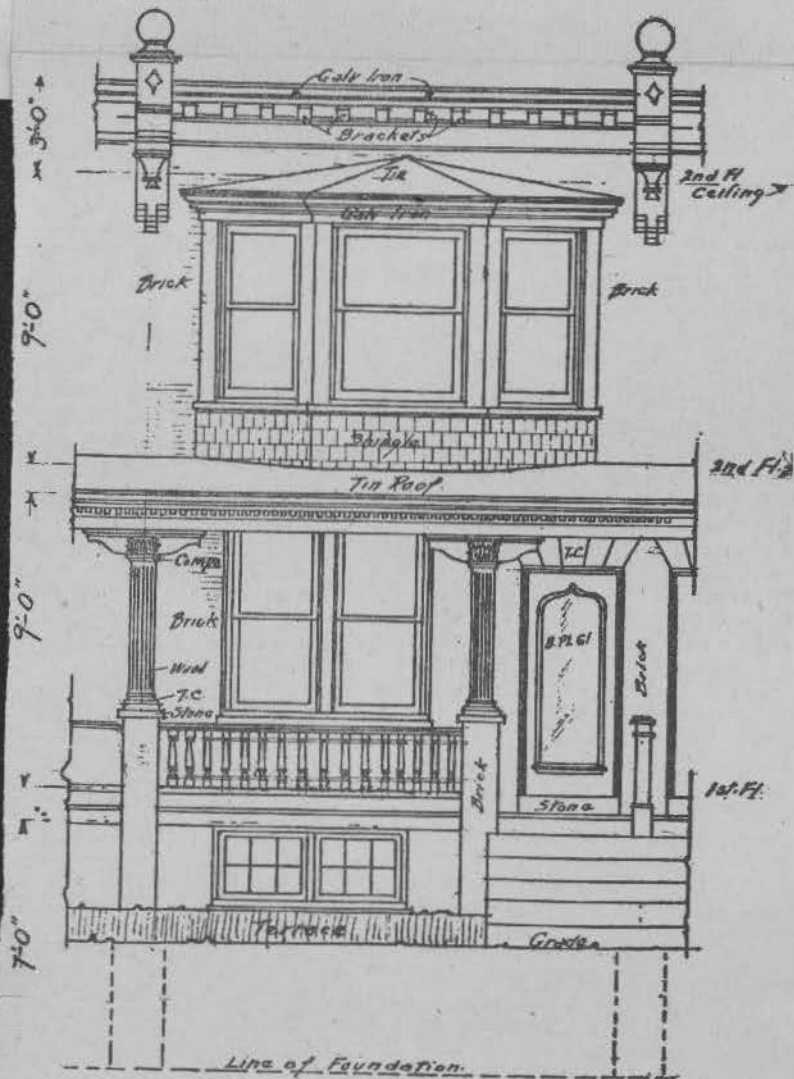 Galv Iron
Brackets
3'-0"
2nd Fl
Ceiling
Tin
Galv Iron
Brick
Brick
9'-0"
Shingle
2nd Fl.
Tin Roof.
T.C.
Compo
9'-0"
Brick
B.Pl.Gl
Brick
Wood
T.C
Stone
Brick
1st. Fl.
Stone
7'-0"
Terrace
Grade
Line of Foundation.